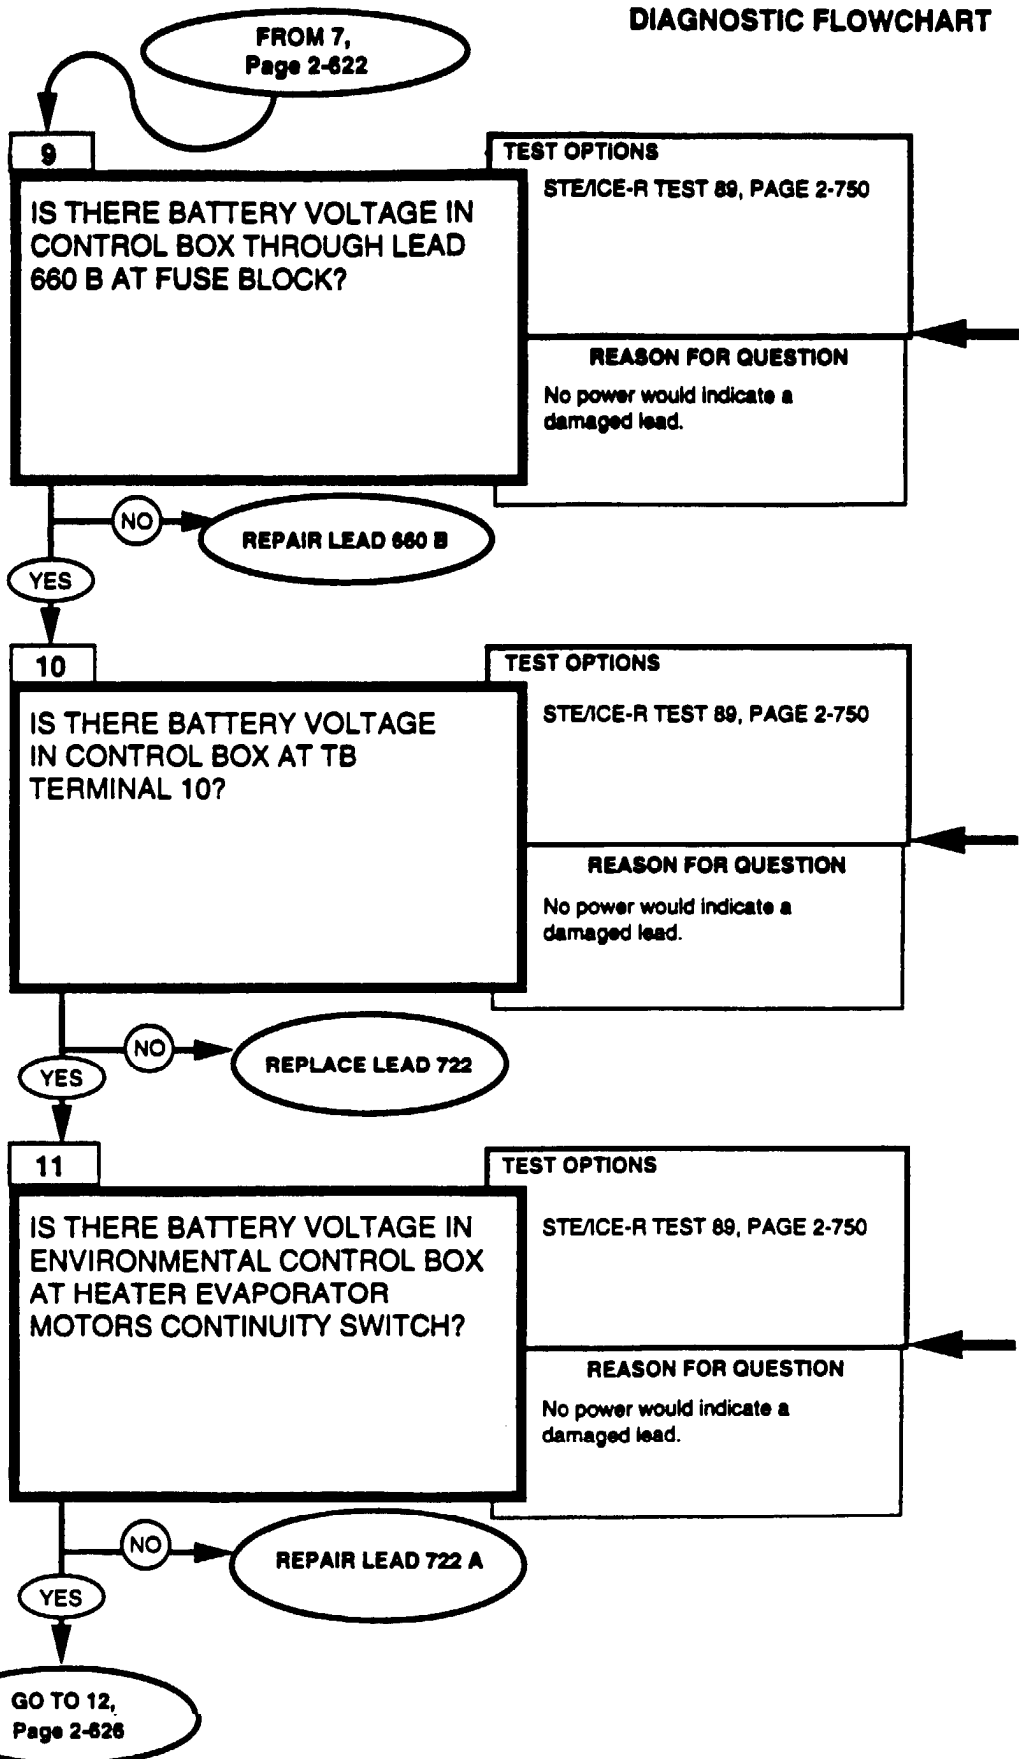 DIAGNOSTIC FLOWCHART
FROM 7,
Page 2-622
9
IS THERE BATTERY VOLTAGE IN
CONTROL BOX THROUGH LEAD
660 B AT FUSE BLOCK?
TEST OPTIONS
STE/ICE-R TEST 89, PAGE 2-750
REASON FOR QUESTION
No power would indicate a
damaged lead.
NO
REPAIR LEAD 660 B
YES
10
IS THERE BATTERY VOLTAGE
IN CONTROL BOX AT TB
TERMINAL 10?
TEST OPTIONS
STE/ICE-R TEST 89, PAGE 2-750
REASON FOR QUESTION
No power would indicate a
damaged lead.
NO
REPLACE LEAD 722
YES
11
IS THERE BATTERY VOLTAGE IN
ENVIRONMENTAL CONTROL BOX
AT HEATER EVAPORATOR
MOTORS CONTINUITY SWITCH?
TEST OPTIONS
STE/ICE-R TEST 89, PAGE 2-750
REASON FOR QUESTION
No power would indicate a
damaged lead.
NO
REPAIR LEAD 722 A
YES
GO TO 12,
Page 2-626